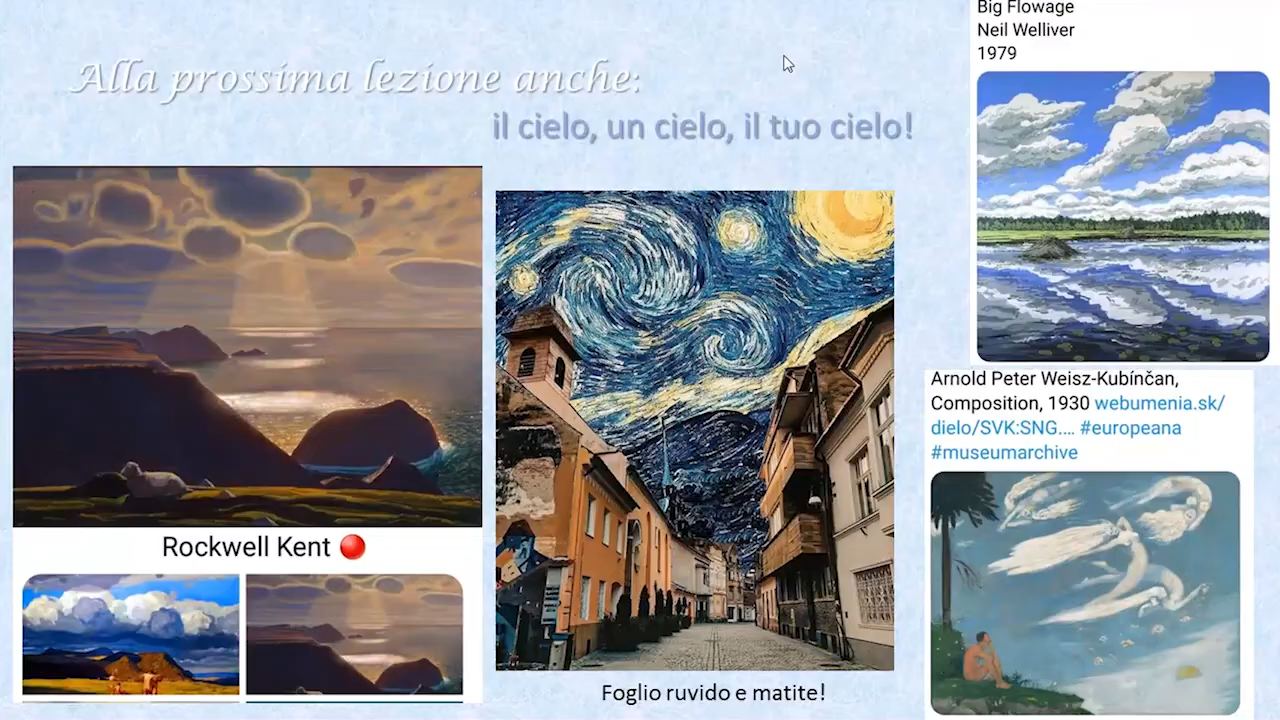 Alla prossima lezione anche:
il cielo, un cielo, il tuo cielo!
Rockwell Kent 🔴
Foglio ruvido e matite!
Big Flowage
Neil Welliver
1979
Arnold Peter Weisz-Kubínčan,
Composition, 1930 webumenia.sk/
dielo/SVK:SNG.... #europeana
#museumarchive